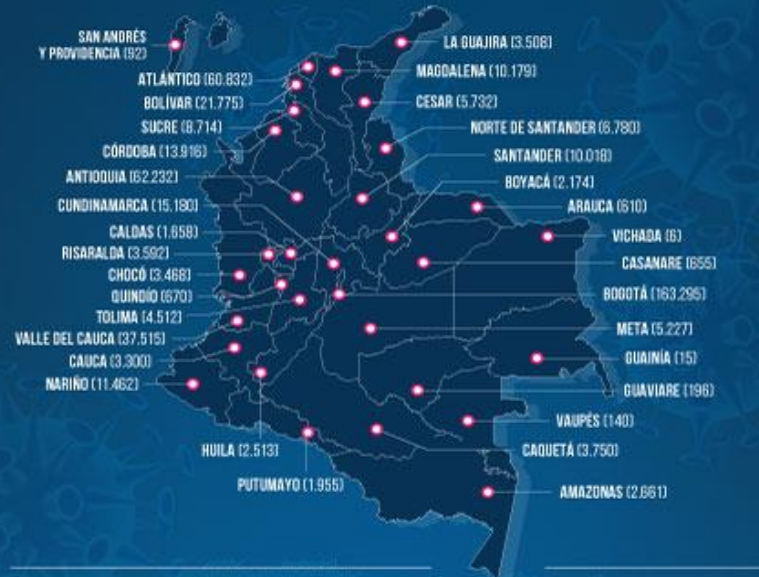 SAN ANDRÉS
Y PROVIDENCIA (92)
ATLÁNTICO (60.832)
BOLÍVAR (21.775)
SUCRE (8.714)
CÓRDOBA (13.916)
ANTIOQUIA (62.232)
CUNDINAMARCA (15.180)
CALDAS (1.658)
RISARALDA (3.592)
CHOCÓ (3.468)
QUINDÍO (670)
TOLIMA (4.512)
VALLE DEL CAUCA (37.515)
CAUCA (3.300)
NARIÑO (11.462)
HUILA (2.513)
PUTUMAYO (1.955)
LA GUAJIRA (3.508)
MAGDALENA (10.179)
CESAR (5.732)
NORTE DE SANTANDER (6.780)
SANTANDER (10.018)
BOYACÁ (2.174)
ARAUCA (610)
VICHADA (6)
CASANARE (655)
BOGOTÁ (163.295)
META (5.227)
GUAINÍA (15)
GUAVIARE (196)
VAUPÉS (140)
CAQUETÁ (3.750)
AMAZONAS (2.661)